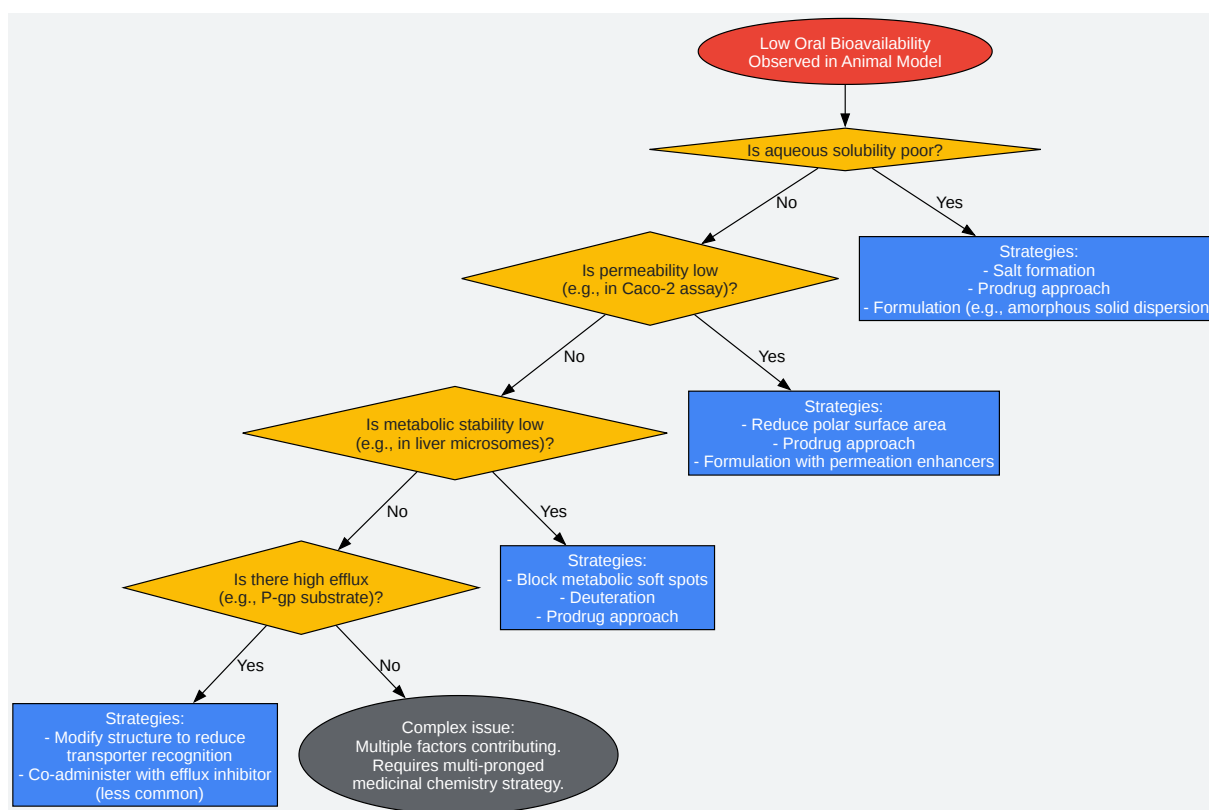 Low Oral Bioavailability
Observed in Animal Model
Is aqueous solubility poor?
No
Yes
Is permeability low
(e.g., in Caco-2 assay)?
Strategies:
- Salt formation
- Prodrug approach
- Formulation (e.g., amorphous solid dispersion
No
Yes
Is metabolic stability low
(e.g., in liver microsomes)?
Strategies:
- Reduce polar surface area
- Prodrug approach
- Formulation with permeation enhancers
No
Yes
Is there high efflux
(e.g., P-gp substrate)?
Strategies:
- Block metabolic soft spots
- Deuteration
- Prodrug approach
Yes
No
Strategies:
- Modify structure to reduce
transporter recognition
- Co-administer with efflux inhibitor
(less common)
Complex issue:
Multiple factors contributing.
Requires multi-pronged
medicinal chemistry strategy.